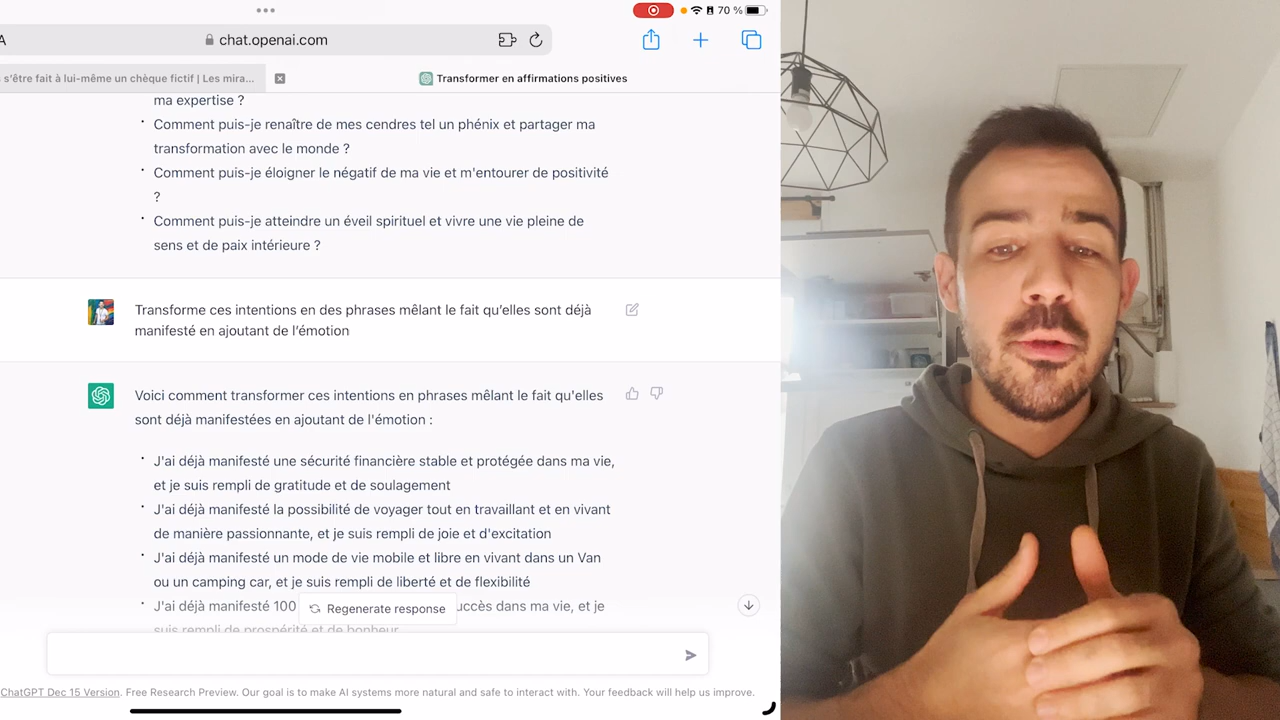 70 %
A
chat.openai.com
s'être fait à lui-même un chèque fictif | Les mira...
Transformer en affirmations positives
ma expertise ?
· Comment puis-je renaître de mes cendres tel un phénix et partager ma
transformation avec le monde ?
· Comment puis-je éloigner le négatif de ma vie et m'entourer de positivité
?
· Comment puis-je atteindre un éveil spirituel et vivre une vie pleine de
sens et de paix intérieure ?
Transforme ces intentions en des phrases mêlant le fait qu'elles sont déjà
manifesté en ajoutant de l'émotion
Voici comment transformer ces intentions en phrases mêlant le fait qu'elles
sont déjà manifestées en ajoutant de l'émotion :
· J'ai déjà manifesté une sécurité financière stable et protégée dans ma vie,
et je suis rempli de gratitude et de soulagement
· J'ai déjà manifesté la possibilité de voyager tout en travaillant et en vivant
de manière passionnante, et je suis rempli de joie et d'excitation
· J'ai déjà manifesté un mode de vie mobile et libre en vivant dans un Van
ou un camping car, et je suis rempli de liberté et de flexibilité
· J'ai déjà manifesté 100 Regenerate response uccès dans ma vie, et je
suis rempli de prospérité et de bonheur
ChatGPT Dec 15 Version. Free Research Preview. Our goal is to make AI systems more natural and safe to interact with. Your feedback will help us improve.